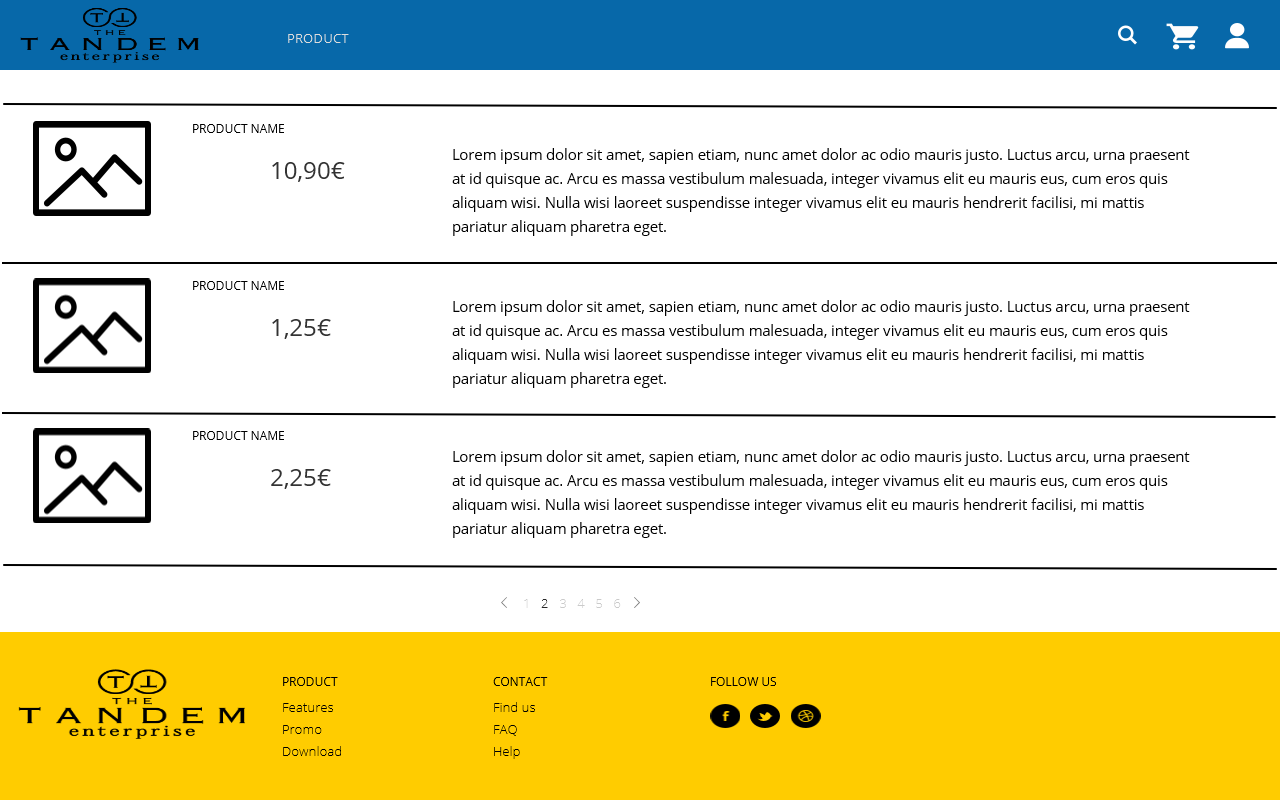 THE
TANDEM
enterprise
PRODUCT
PRODUCT NAME
10,90€
Lorem ipsum dolor sit amet, sapien etiam, nunc amet dolor ac odio mauris justo. Luctus arcu, urna praesent
at id quisque ac. Arcu es massa vestibulum malesuada, integer vivamus elit eu mauris eus, cum eros quis
aliquam wisi. Nulla wisi laoreet suspendisse integer vivamus elit eu mauris hendrerit facilisi, mi mattis
pariatur aliquam pharetra eget.
PRODUCT NAME
1,25€
Lorem ipsum dolor sit amet, sapien etiam, nunc amet dolor ac odio mauris justo. Luctus arcu, urna praesent
at id quisque ac. Arcu es massa vestibulum malesuada, integer vivamus elit eu mauris eus, cum eros quis
aliquam wisi. Nulla wisi laoreet suspendisse integer vivamus elit eu mauris hendrerit facilisi, mi mattis
pariatur aliquam pharetra eget.
PRODUCT NAME
2,25€
Lorem ipsum dolor sit amet, sapien etiam, nunc amet dolor ac odio mauris justo. Luctus arcu, urna praesent
at id quisque ac. Arcu es massa vestibulum malesuada, integer vivamus elit eu mauris eus, cum eros quis
aliquam wisi. Nulla wisi laoreet suspendisse integer vivamus elit eu mauris hendrerit facilisi, mi mattis
pariatur aliquam pharetra eget.
1 2 3 4 5 6
THE
TANDEM
enterprise
PRODUCT
Features
Promo
Download
CONTACT
Find us
FAQ
Help
FOLLOW US